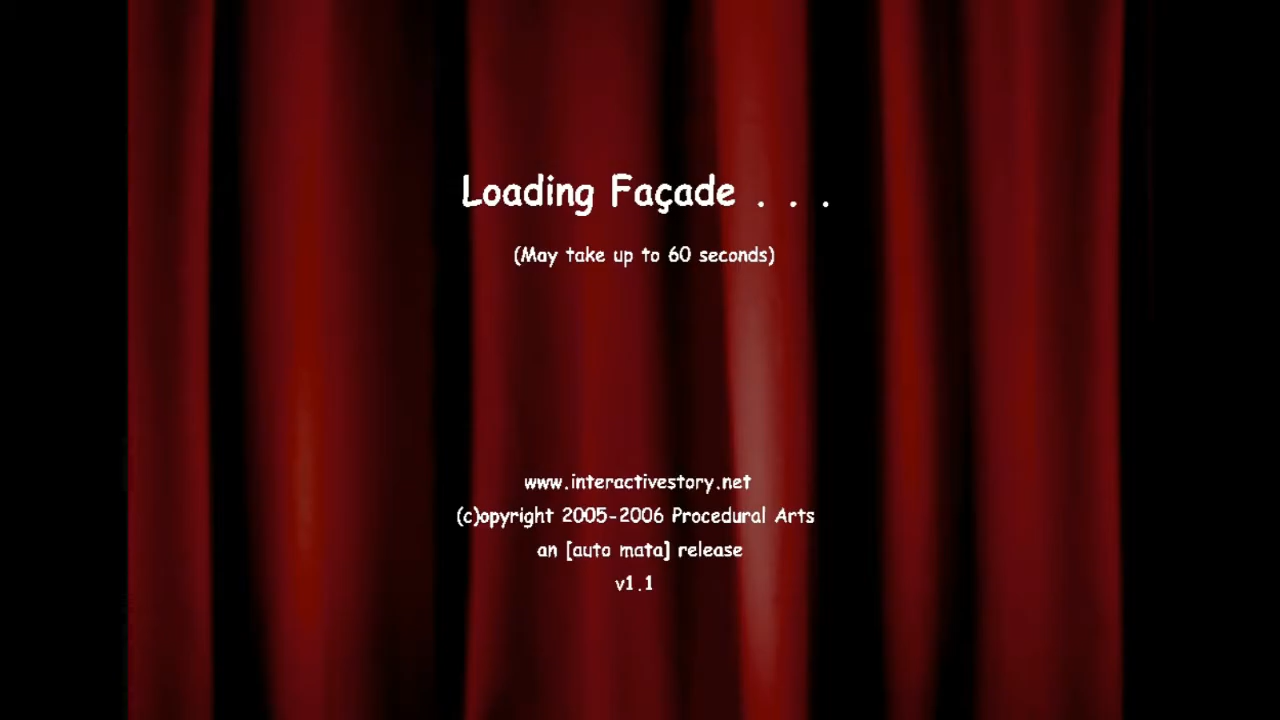 Loading Façade . . .
(May take up to 60 seconds)
www.interactivestory.net
(c)opyright 2005-2006 Procedural Arts
an [auto mata] release
v1.1